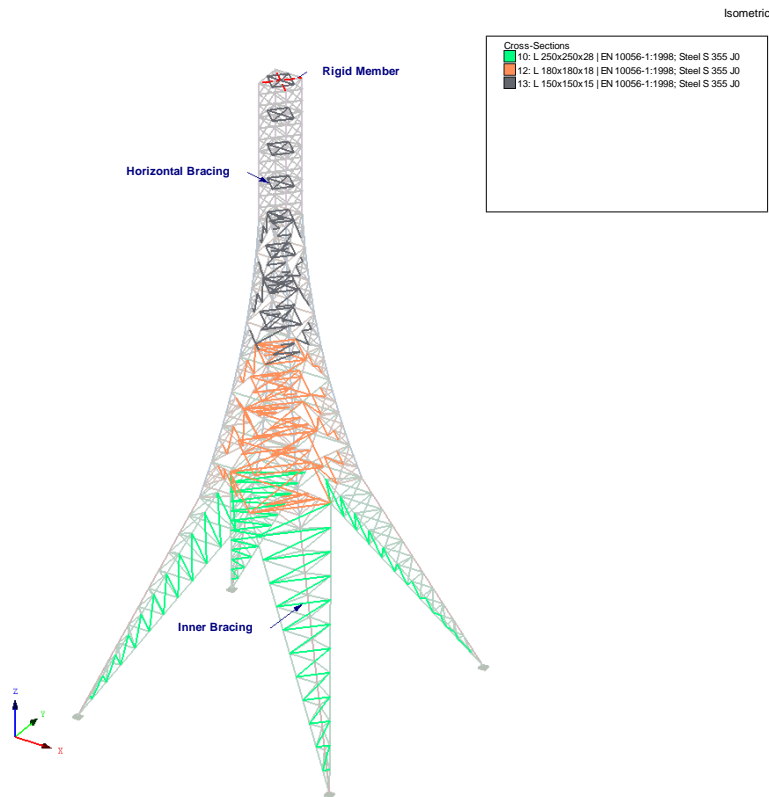 Isometric
Cross-Sections
10: L 250x250x28 | EN 10056-1:1998; Steel S 355 J0
12: L 180x180x18 | EN 10056-1:1998; Steel S 355 J0
13: L 150x150x15 | EN 10056-1:1998; Steel S 355 J0
Rigid Member
Horizontal Bracing
Inner Bracing
Z
Y
X